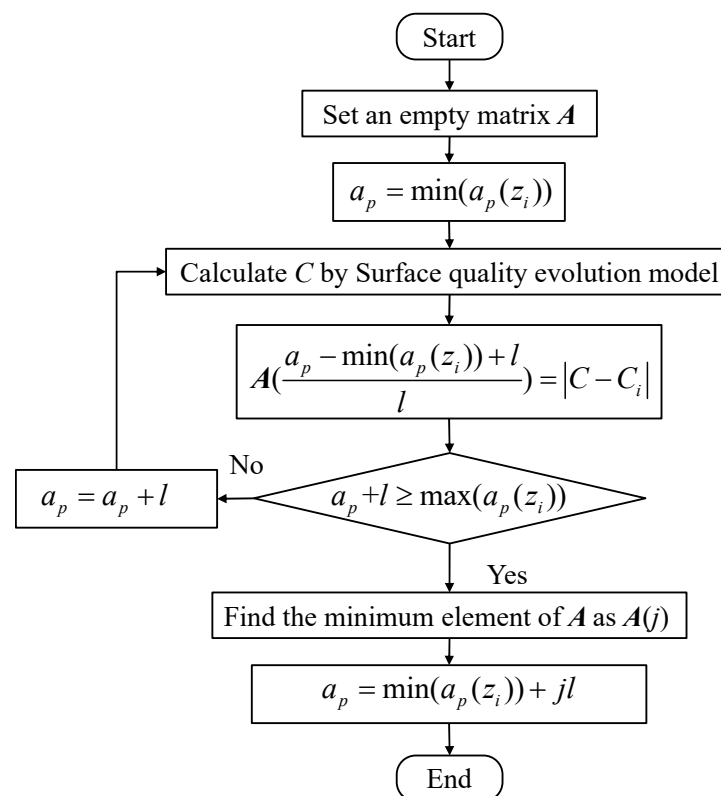 Start
Set an empty matrix A
a_p = min(a_p(z_i))
Calculate C by Surface quality evolution model
A((a_p − min(a_p(z_i)) + l) / l) = |C − C_i|
No
a_p = a_p + l
a_p + l ≥ max(a_p(z_i))
Yes
Find the minimum element of A as A(j)
a_p = min(a_p(z_i)) + jl
End